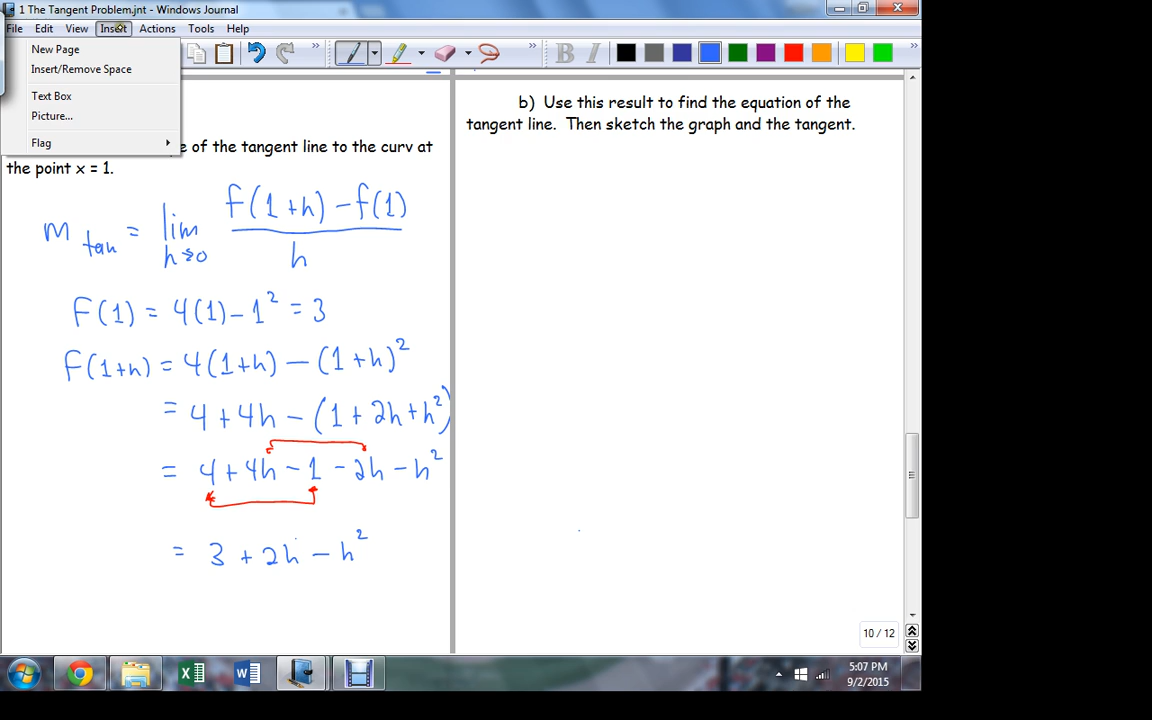 1 The Tangent Problem.jnt - Windows Journal
File Edit View Insert Actions Tools Help
New Page
Insert/Remove Space
Text Box
Picture...
Flag
e of the tangent line to the curv at
the point x = 1.
m tan = lim h→0 f(1+h) - f(1) / h
F(1) = 4(1) - 1² = 3
F(1+h) = 4(1+h) - (1+h)²
= 4 + 4h - (1 + 2h + h²)
= 4 + 4h - 1 - 2h - h²
= 3 + 2h - h²
b) Use this result to find the equation of the
tangent line. Then sketch the graph and the tangent.
10 / 12
5:07 PM
9/2/2015